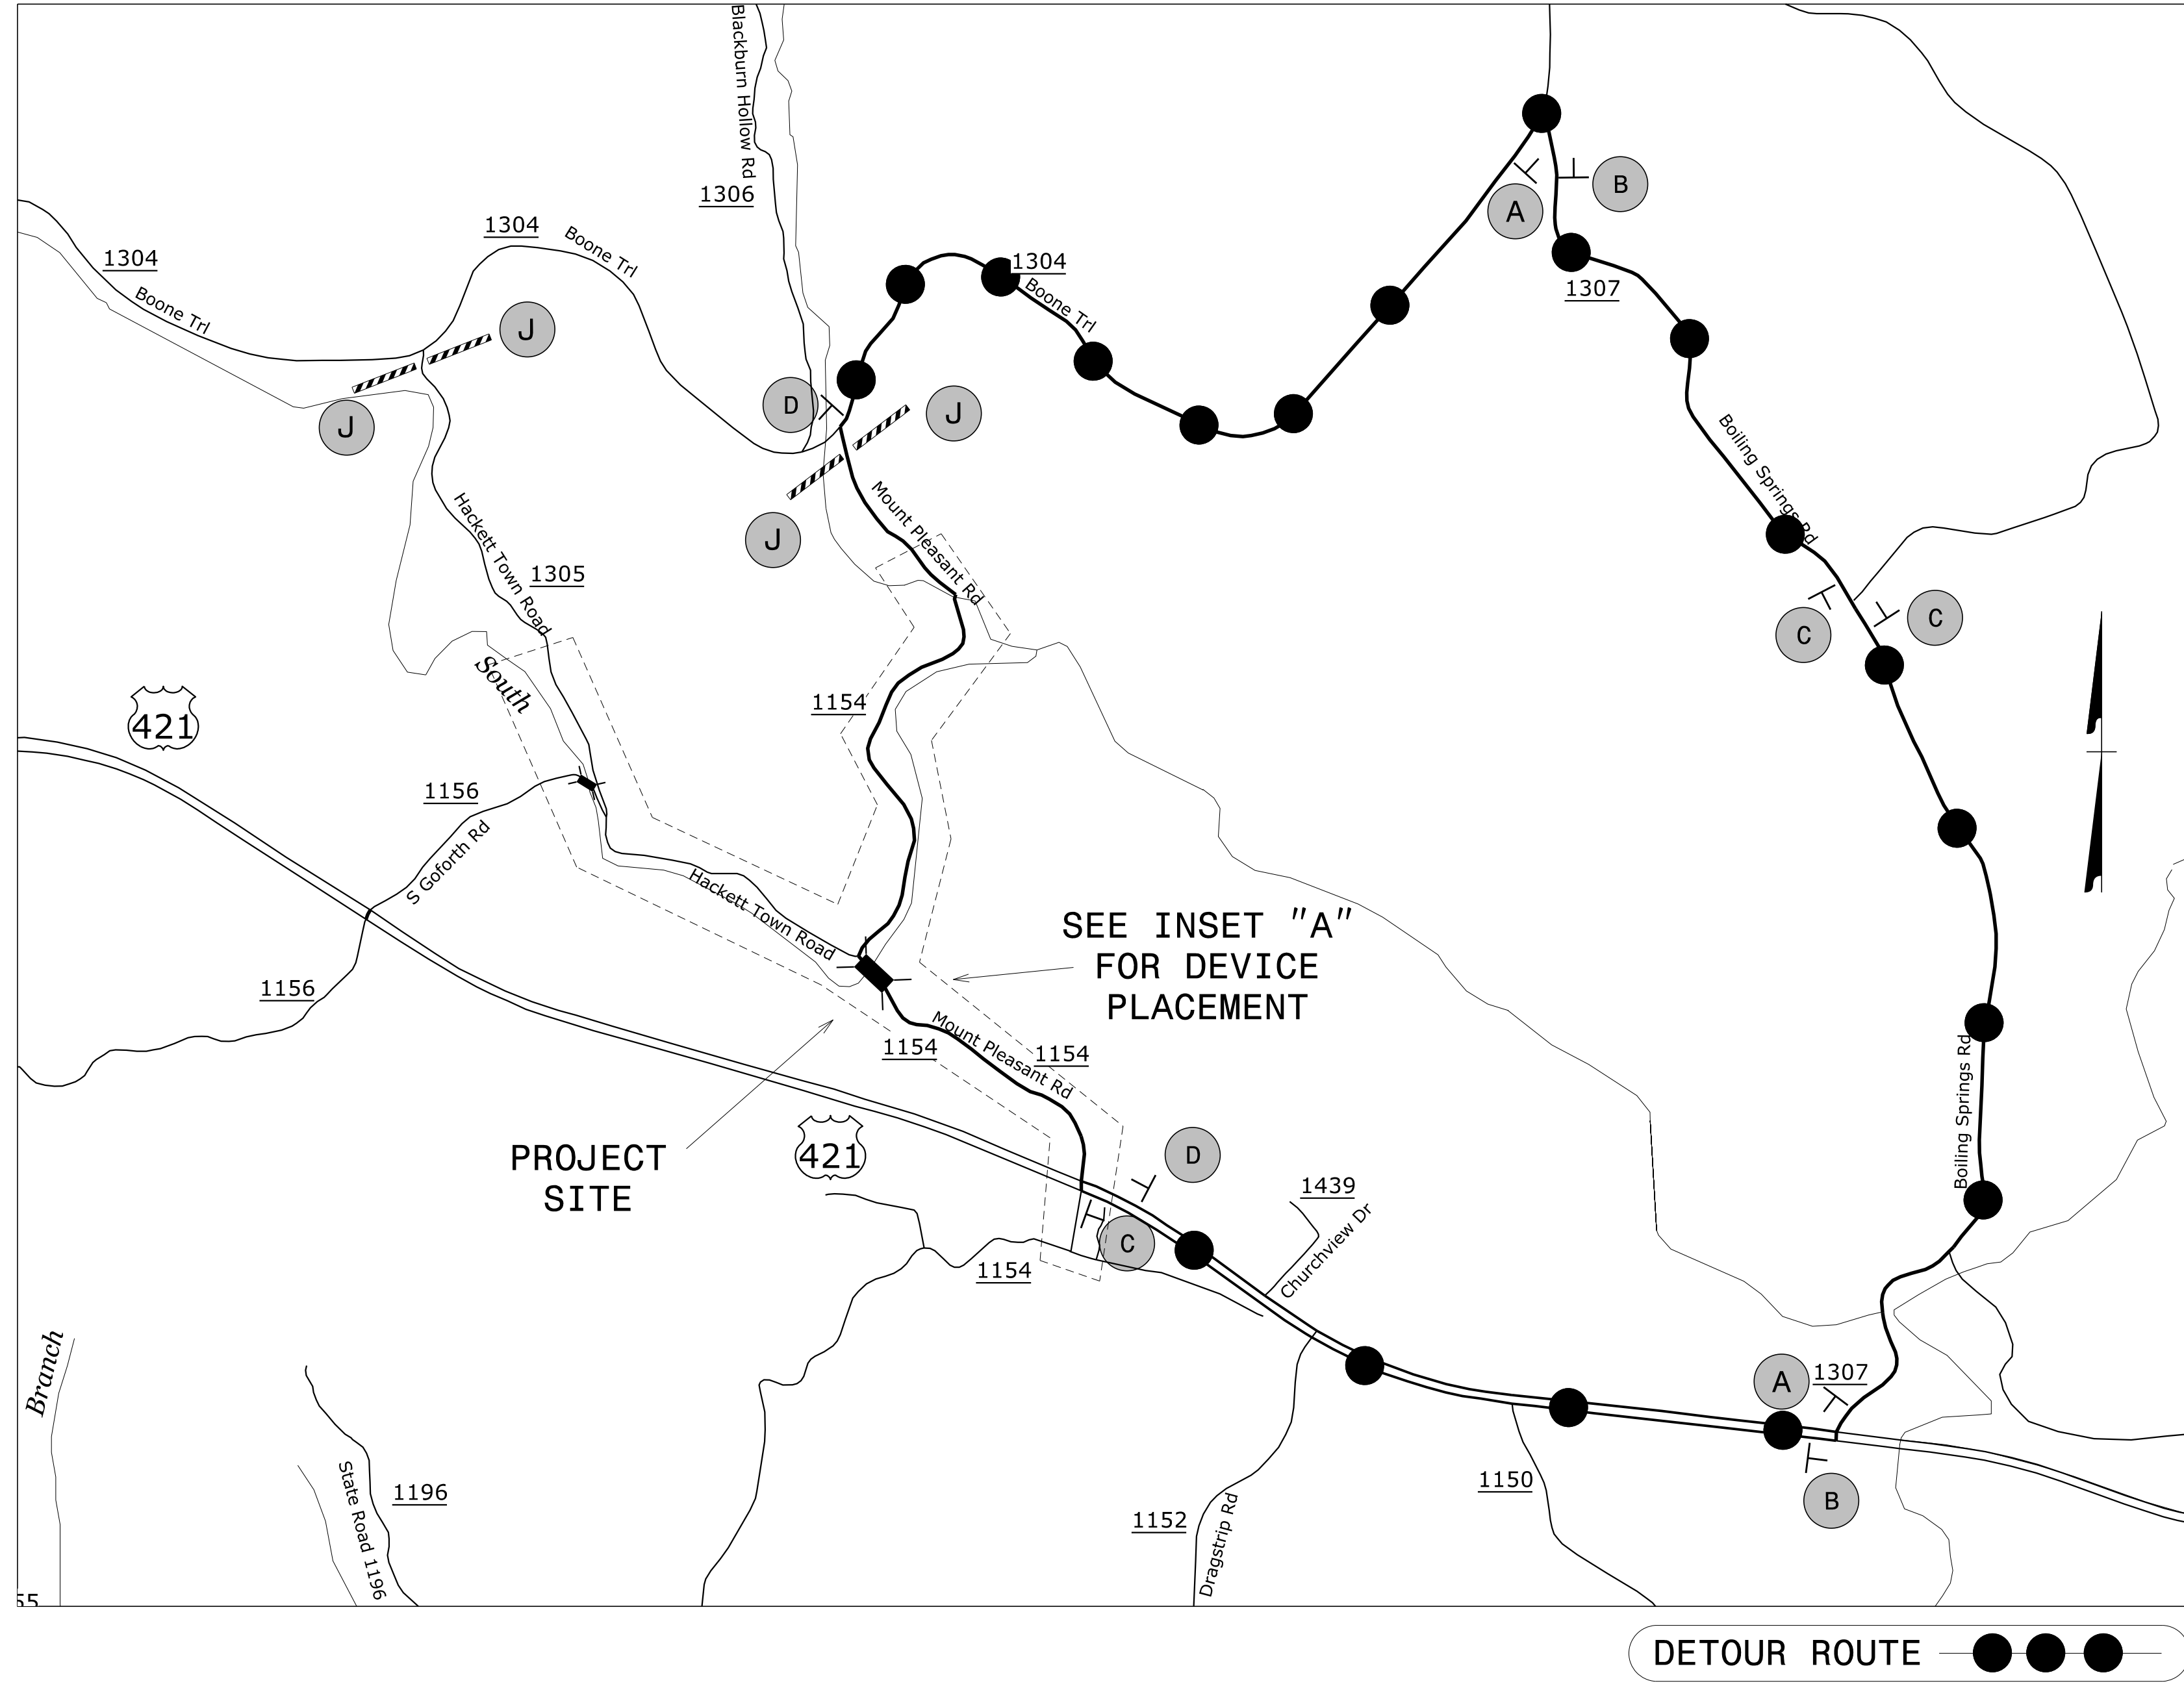 Blackburn Hollow Rd
1306
1304
Boone Trl
1304
Boone Trl
1304
Boone Trl
A
B
1307
J
J
D
J
J
Mount Pleasant Rd
Boiling Springs Rd
Hackett Town Road
1305
C
C
South
421
1154
1156
S Goforth Rd
Hackett Town Road
1156
SEE INSET "A"
FOR DEVICE
PLACEMENT
Mount Pleasant Rd
1154
1154
Boiling Springs Rd
PROJECT
SITE
421
D
C
1439
Churchview Dr
1154
Branch
A
1307
B
1150
1152
Dragstrip Rd
1196
State Road 1196
55
DETOUR ROUTE